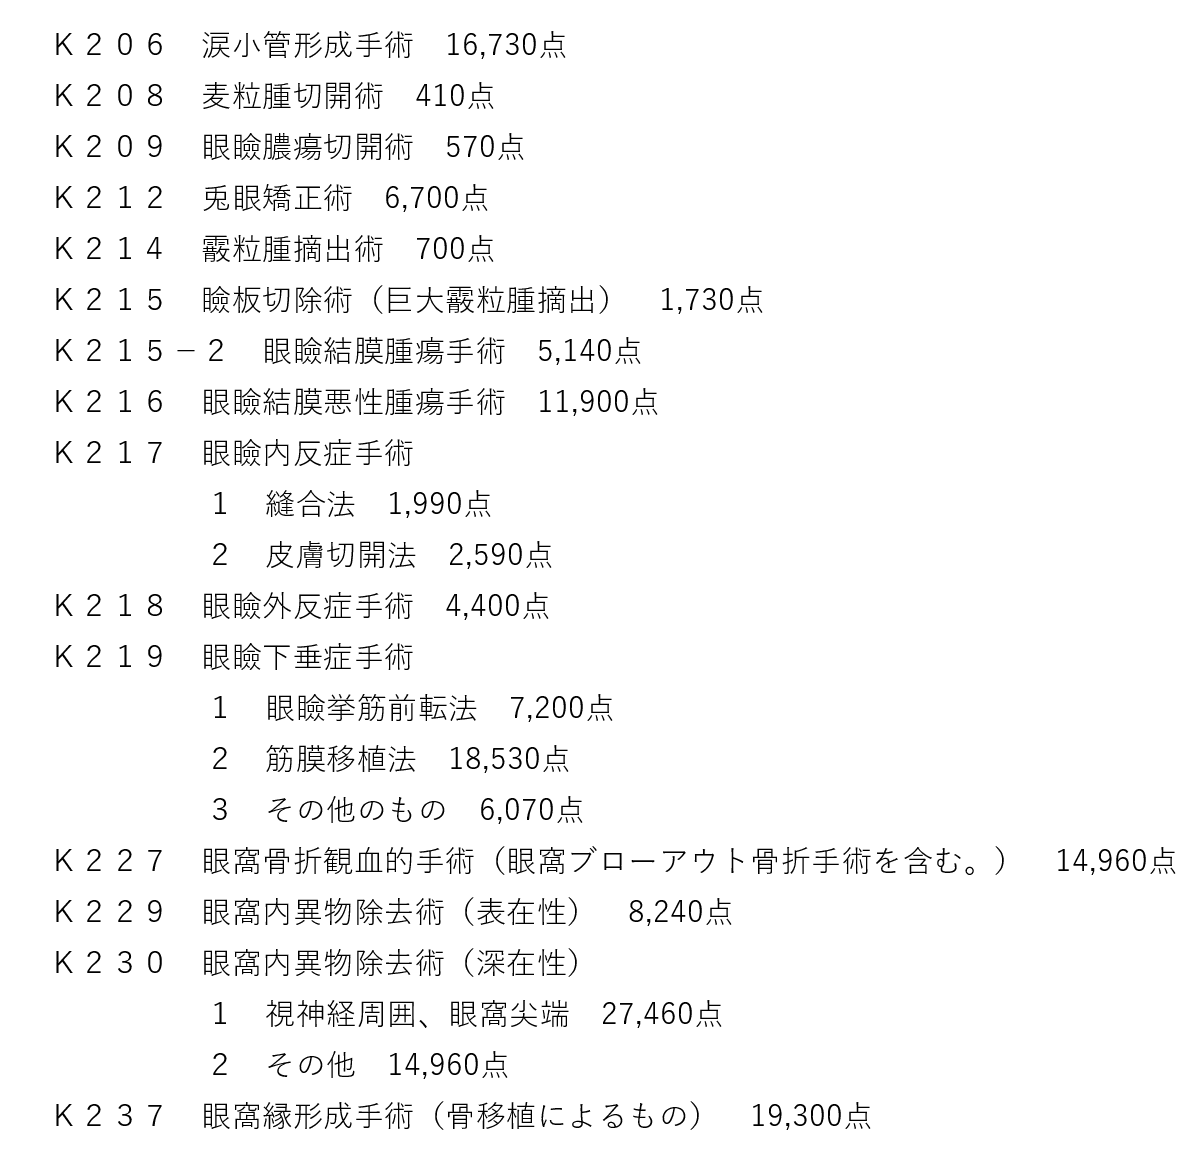 Ｋ２０６　涙小管形成手術　16,730点
Ｋ２０８　麦粒腫切開術　410点
Ｋ２０９　眼瞼膿瘍切開術　570点
Ｋ２１２　兎眼矯正術　6,700点
Ｋ２１４　霰粒腫摘出術　700点
Ｋ２１５　瞼板切除術（巨大霰粒腫摘出）　1,730点
Ｋ２１５－２　眼瞼結膜腫瘍手術　5,140点
Ｋ２１６　眼瞼結膜悪性腫瘍手術　11,900点
Ｋ２１７　眼瞼内反症手術
１　縫合法　1,990点
２　皮膚切開法　2,590点
Ｋ２１８　眼瞼外反症手術　4,400点
Ｋ２１９　眼瞼下垂症手術
１　眼瞼挙筋前転法　7,200点
２　筋膜移植法　18,530点
３　その他のもの　6,070点
Ｋ２２７　眼窩骨折観血的手術（眼窩ブローアウト骨折手術を含む。）　14,960点
Ｋ２２９　眼窩内異物除去術（表在性）　8,240点
Ｋ２３０　眼窩内異物除去術（深在性）
１　視神経周囲、眼窩尖端　27,460点
２　その他　14,960点
Ｋ２３７　眼窩縁形成手術（骨移植によるもの）　19,300点